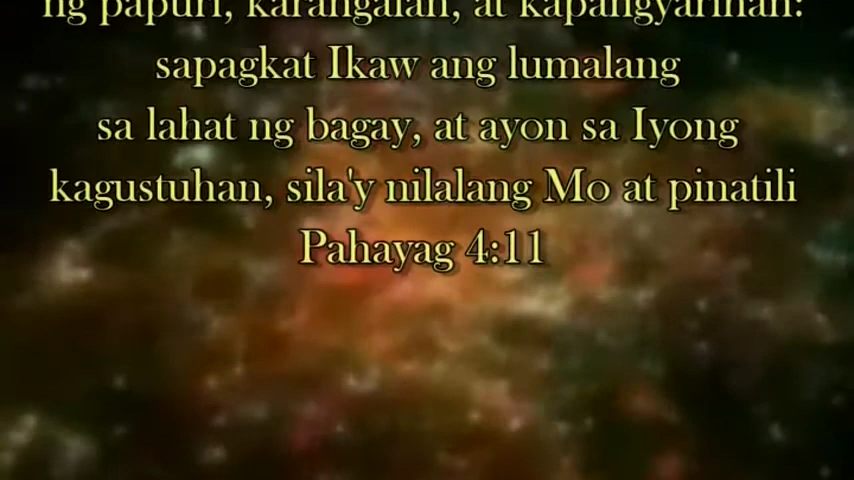 ng papuri, karangalan, at kapangyarihan:
sapagkat Ikaw ang lumalang
sa lahat ng bagay, at ayon sa Iyong
kagustuhan, sila'y nilalang Mo at pinatili
Pahayag 4:11